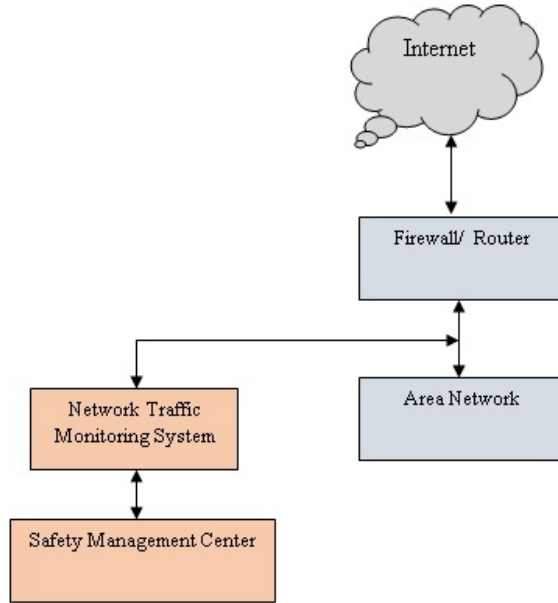 Internet
Firewall/ Router
Area Network
Network Traffic
Monitoring System
Safety Management Center